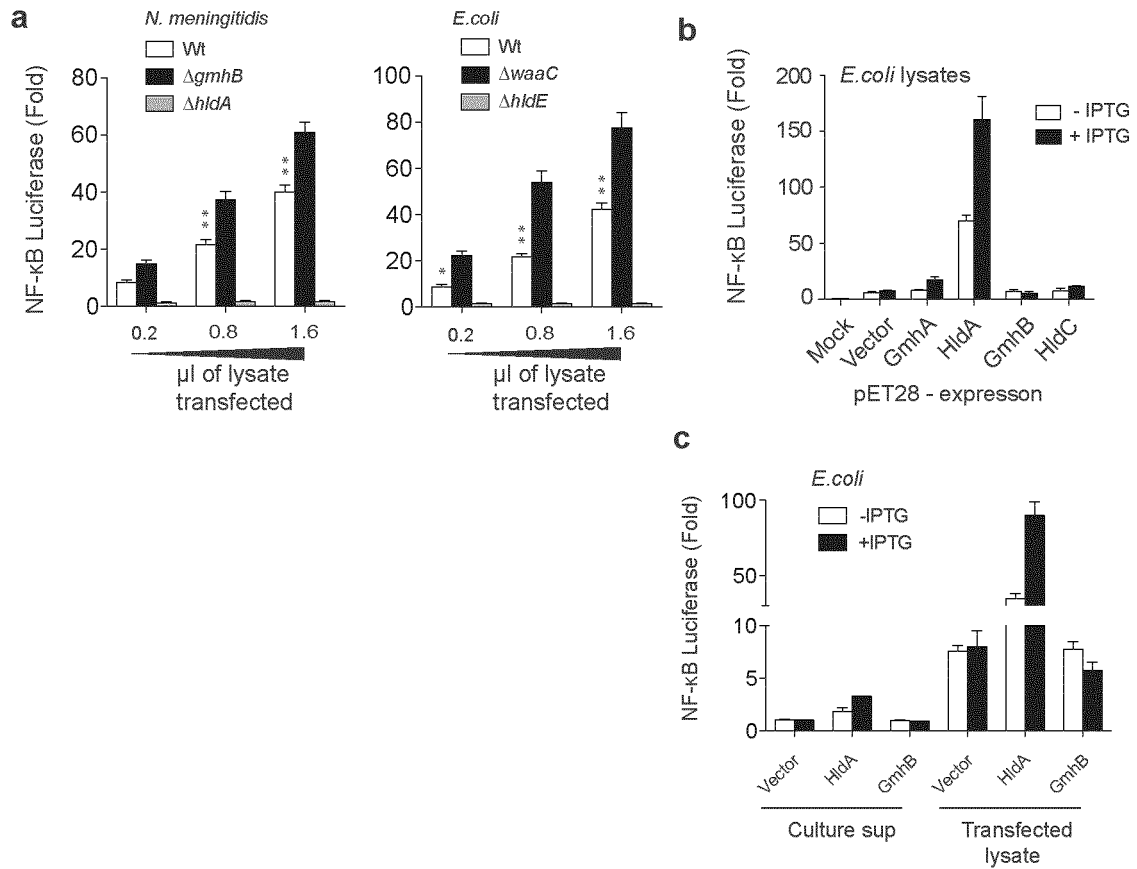 a
N. meningitidis
Wt
ΔgmhB
ΔhldA
NF-κB Luciferase (Fold)
80
60
40
20
0
**
**
0.2 0.8 1.6
µl of lysate
transfected
E.coli
Wt
ΔwaaC
ΔhldE
100
80
60
40
20
0
*
**
**
0.2 0.8 1.6
µl of lysate
transfected
b
E.coli lysates
- IPTG
+ IPTG
NF-κB Luciferase (Fold)
200
150
100
50
0
Mock Vector GmhA HldA GmhB HldC
pET28 - expresson
c
E.coli
-IPTG
+IPTG
NF-κB Luciferase (Fold)
100
50
10
5
0
Vector HldA GmhB Vector HldA GmhB
Culture sup Transfected
lysate